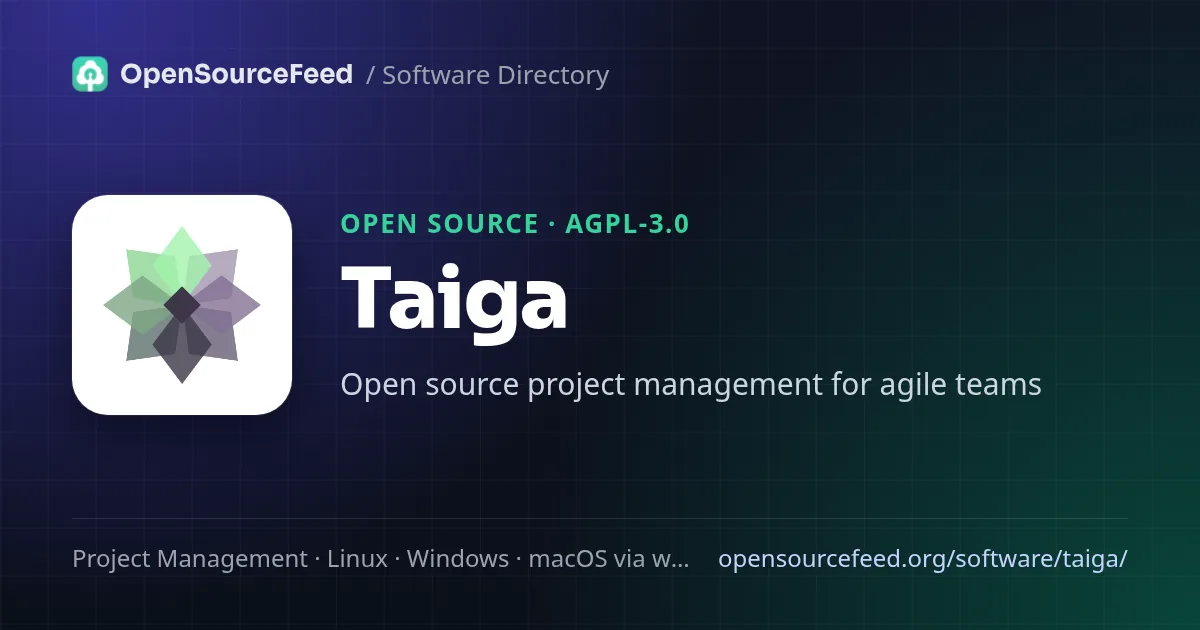 OpenSourceFeed / Software Directory
OPEN SOURCE · AGPL-3.0
Taiga
Open source project management for agile teams
Project Management · Linux · Windows · macOS via w... opensourcefeed.org/software/taiga/